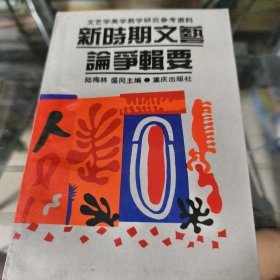 文艺学美学教学研究参考资料
新時期文藝
論爭輯要
陆梅林 盛同主编●重庆出版社